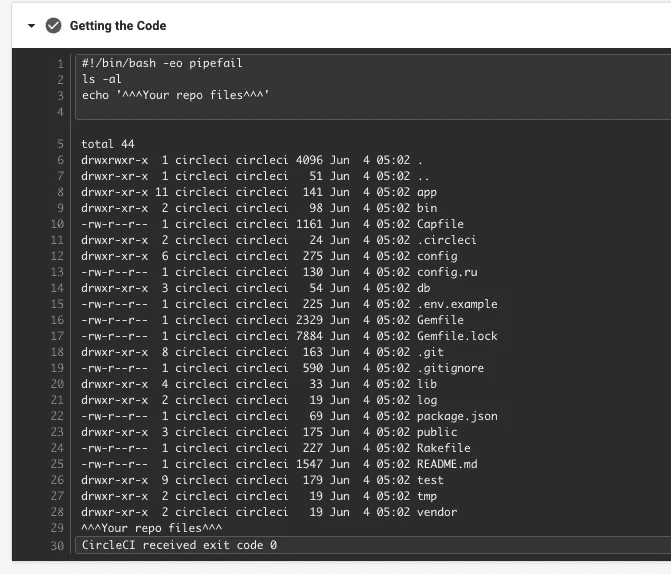 Getting the Code
1 #!/bin/bash -eo pipefail
2 ls -al
3 echo '^^^Your repo files^^^'
4
5 total 44
6 drwxrwxr-x 1 circleci circleci 4096 Jun 4 05:02 .
7 drwxr-xr-x 1 circleci circleci 51 Jun 4 05:02 ..
8 drwxr-xr-x 11 circleci circleci 141 Jun 4 05:02 app
9 drwxr-xr-x 2 circleci circleci 98 Jun 4 05:02 bin
10 -rw-r--r-- 1 circleci circleci 1161 Jun 4 05:02 Capfile
11 drwxr-xr-x 2 circleci circleci 24 Jun 4 05:02 .circleci
12 drwxr-xr-x 6 circleci circleci 275 Jun 4 05:02 config
13 -rw-r--r-- 1 circleci circleci 130 Jun 4 05:02 config.ru
14 drwxr-xr-x 3 circleci circleci 54 Jun 4 05:02 db
15 -rw-r--r-- 1 circleci circleci 225 Jun 4 05:02 .env.example
16 -rw-r--r-- 1 circleci circleci 2329 Jun 4 05:02 Gemfile
17 -rw-r--r-- 1 circleci circleci 7884 Jun 4 05:02 Gemfile.lock
18 drwxr-xr-x 8 circleci circleci 163 Jun 4 05:02 .git
19 -rw-r--r-- 1 circleci circleci 590 Jun 4 05:02 .gitignore
20 drwxr-xr-x 4 circleci circleci 33 Jun 4 05:02 lib
21 drwxr-xr-x 2 circleci circleci 19 Jun 4 05:02 log
22 -rw-r--r-- 1 circleci circleci 69 Jun 4 05:02 package.json
23 drwxr-xr-x 3 circleci circleci 175 Jun 4 05:02 public
24 -rw-r--r-- 1 circleci circleci 227 Jun 4 05:02 Rakefile
25 -rw-r--r-- 1 circleci circleci 1547 Jun 4 05:02 README.md
26 drwxr-xr-x 9 circleci circleci 179 Jun 4 05:02 test
27 drwxr-xr-x 2 circleci circleci 19 Jun 4 05:02 tmp
28 drwxr-xr-x 2 circleci circleci 19 Jun 4 05:02 vendor
29 ^^^Your repo files^^^
30 CircleCI received exit code 0